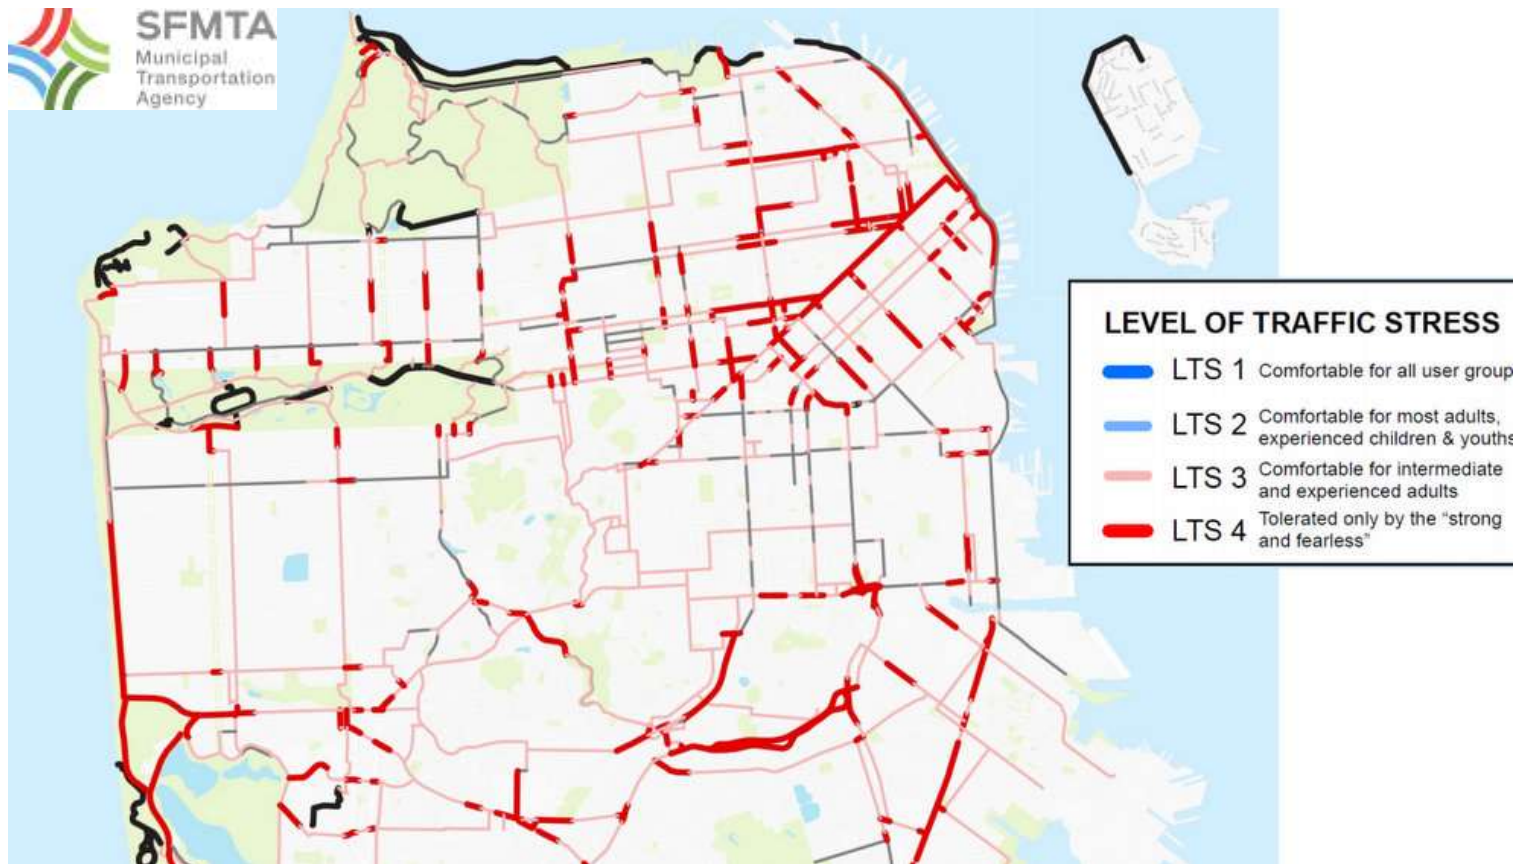 SFMTA
Municipal
Transportation
Agency
LEVEL OF TRAFFIC STRESS
LTS 1 Comfortable for all user group
LTS 2 Comfortable for most adults,
experienced children & youths
LTS 3 Comfortable for intermediate
and experienced adults
LTS 4 Tolerated only by the “strong
and fearless”